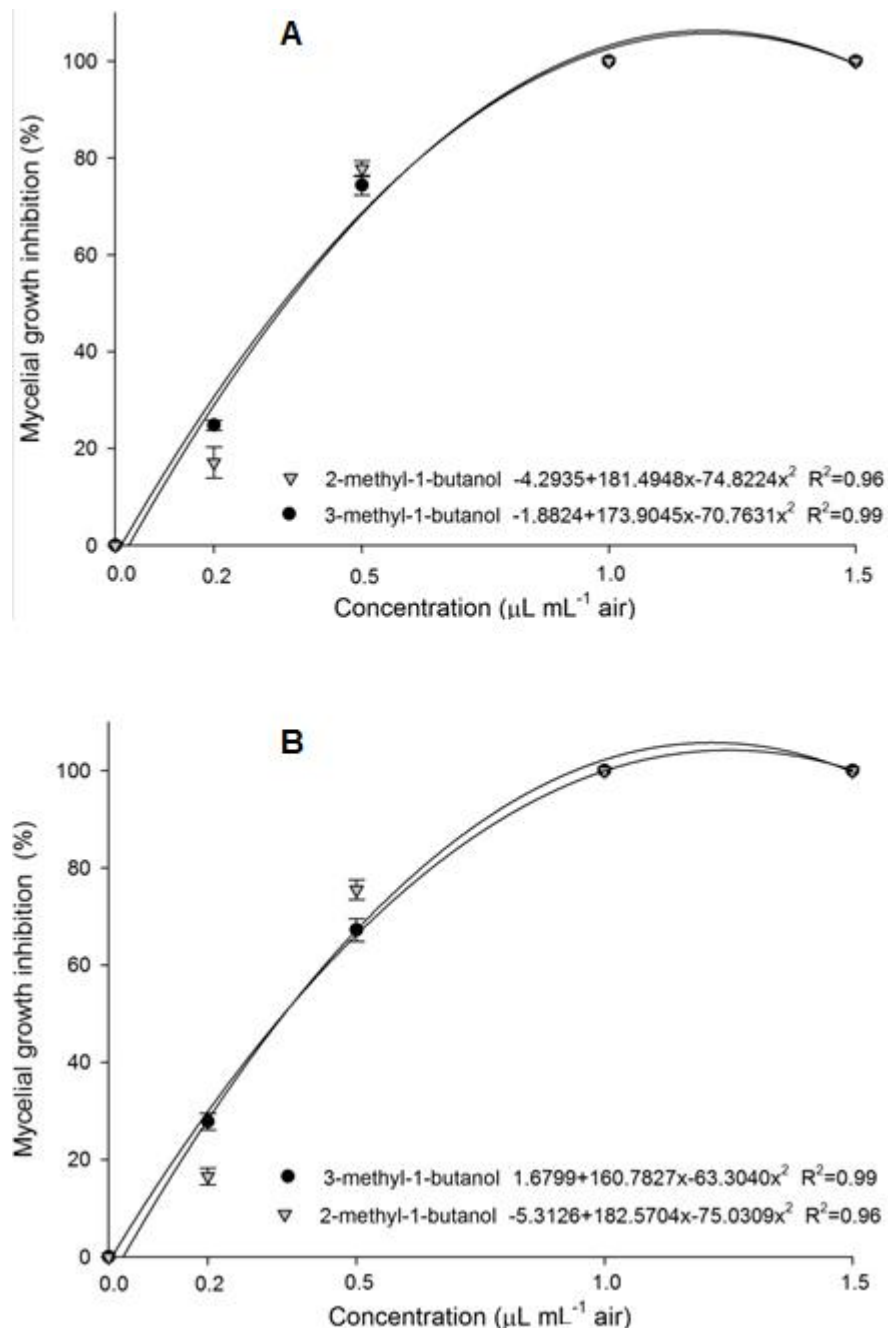 A
Mycelial growth inhibition (%)
100
80
60
40
20
0
2-methyl-1-butanol -4.2935+181.4948x-74.8224x² R²=0.96
3-methyl-1-butanol -1.8824+173.9045x-70.7631x² R²=0.99
0.0 0.2 0.5 1.0 1.5
Concentration (µL mL⁻¹ air)
B
Mycelial growth inhibition (%)
100
80
60
40
20
0
3-methyl-1-butanol 1.6799+160.7827x-63.3040x² R²=0.99
2-methyl-1-butanol -5.3126+182.5704x-75.0309x² R²=0.96
0.0 0.2 0.5 1.0 1.5
Concentration (µL mL⁻¹ air)